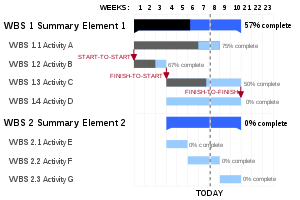 WEEKS: 1 2 3 4 5 6 7 8 9 10 21 22 23
WBS 1 Summary Element 1 57% complete
WBS 1.1 Activity A 75% complete
START-TO-START
WBS 1.2 Activity B 67% complete
FINISH-TO-START
WBS 1.3 Activity C 50% complete
FINISH-TO-FINISH
WBS 1.4 Activity D 0% complete
WBS 2 Summary Element 2 0% complete
WBS 2.1 Activity E 0% complete
WBS 2.2 Activity F 0% complete
WBS 2.3 Activity G 0% complete
TODAY